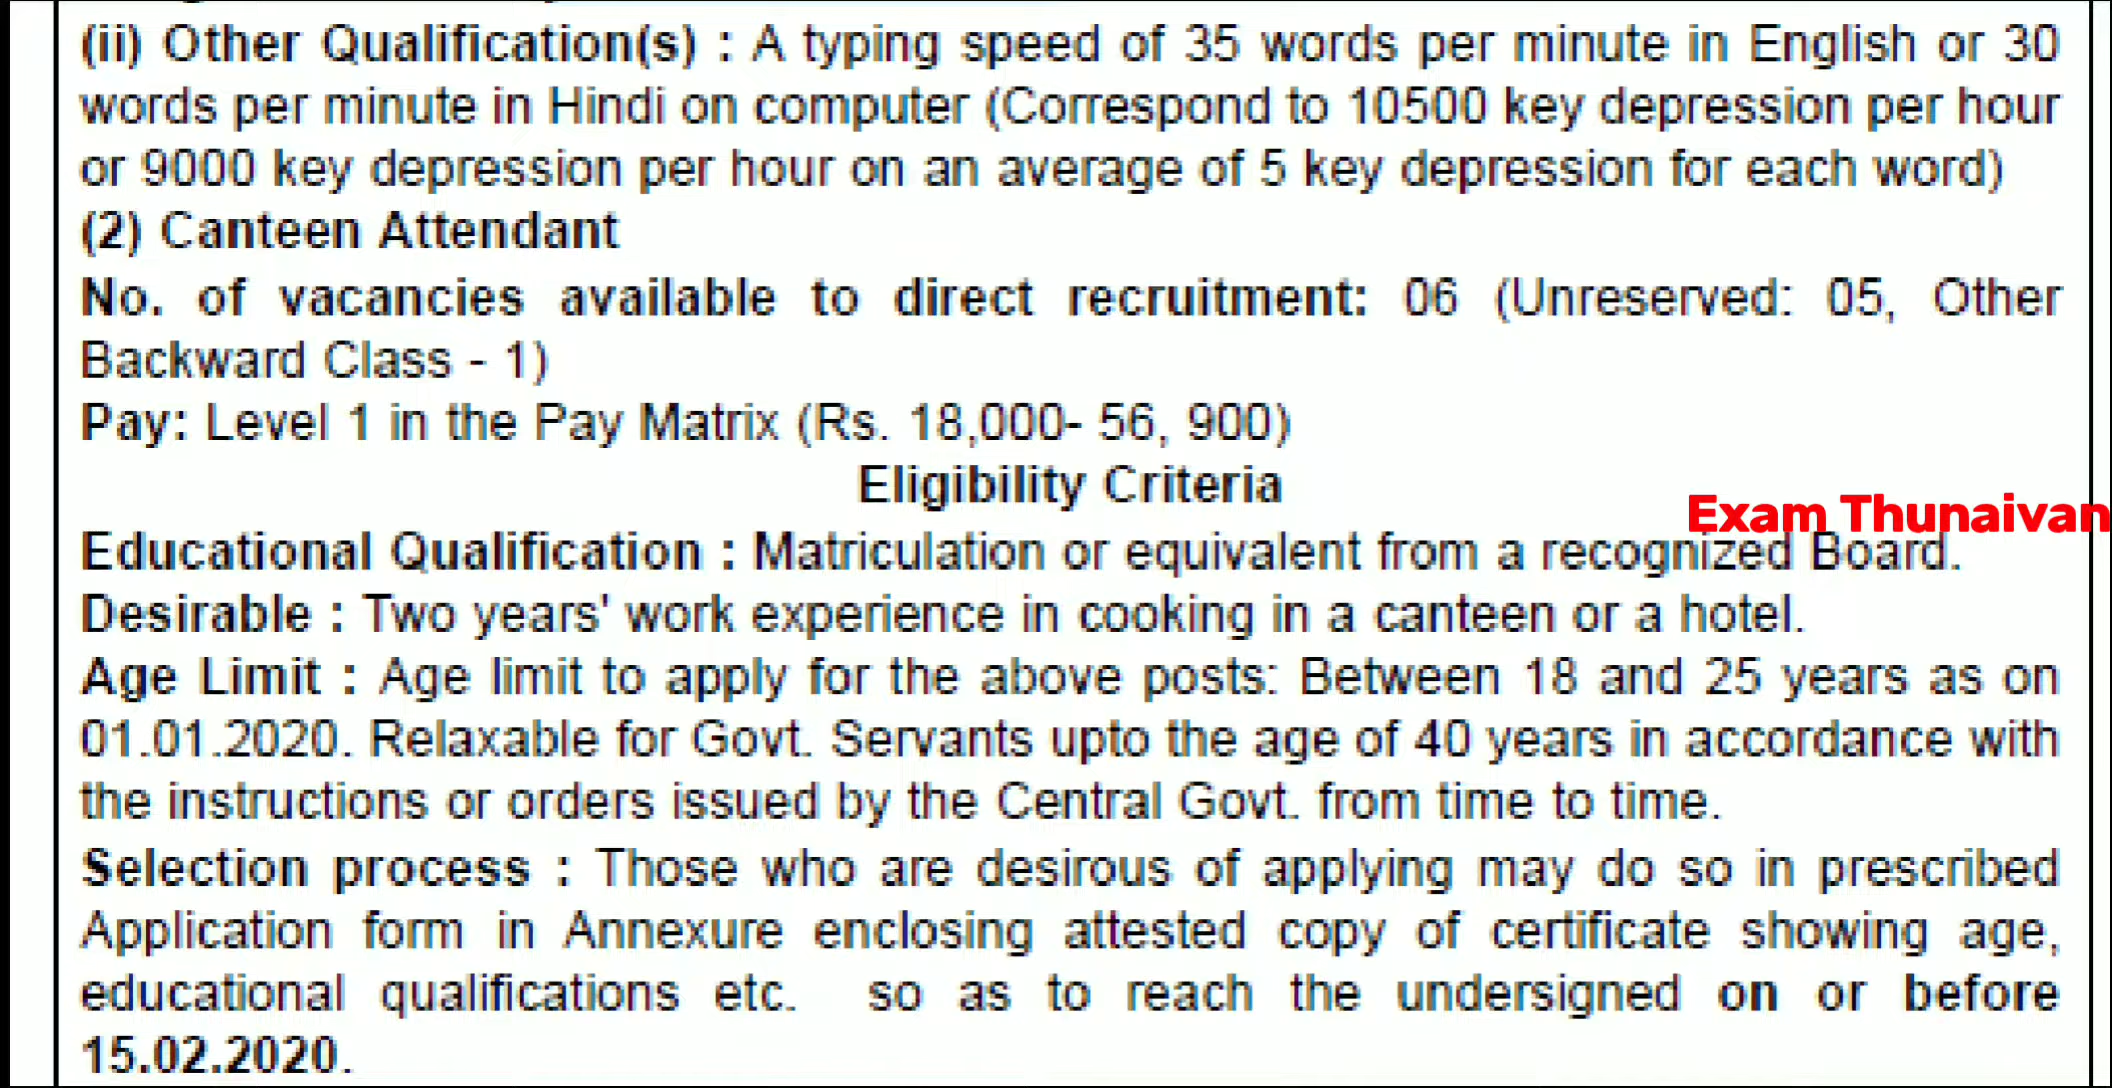 (ii) Other Qualification(s) : A typing speed of 35 words per minute in English or 30
words per minute in Hindi on computer (Correspond to 10500 key depression per hour
or 9000 key depression per hour on an average of 5 key depression for each word)
(2) Canteen Attendant
No. of vacancies available to direct recruitment: 06 (Unreserved: 05, Other
Backward Class - 1)
Pay: Level 1 in the Pay Matrix (Rs. 18,000- 56, 900)
Eligibility Criteria
Exam Thunaivan
Educational Qualification : Matriculation or equivalent from a recognized Board.
Desirable : Two years' work experience in cooking in a canteen or a hotel.
Age Limit : Age limit to apply for the above posts: Between 18 and 25 years as on
01.01.2020. Relaxable for Govt. Servants upto the age of 40 years in accordance with
the instructions or orders issued by the Central Govt. from time to time.
Selection process : Those who are desirous of applying may do so in prescribed
Application form in Annexure enclosing attested copy of certificate showing age,
educational qualifications etc. so as to reach the undersigned on or before
15.02.2020.